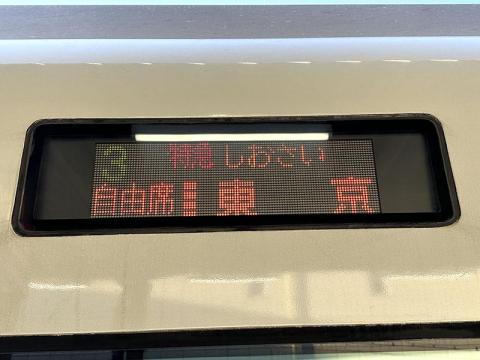 3 特急 しおさい
自由席 東京